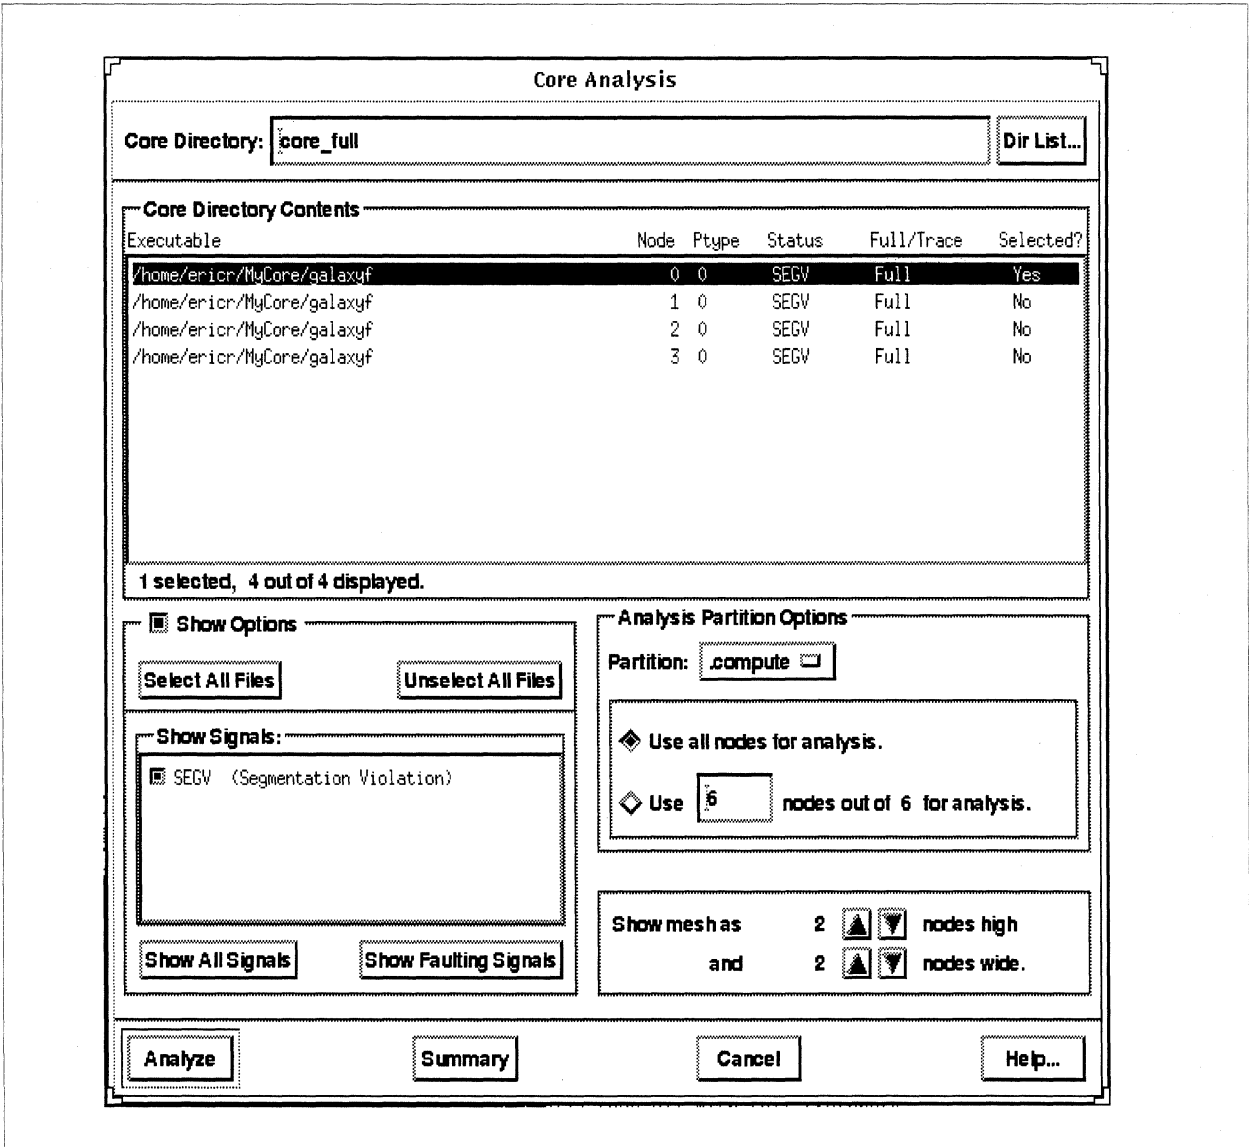 Core Analysis
Core Directory: core_full Dir List...
Core Directory Contents
Executable Node Ptype Status Full/Trace Selected?
/home/ericr/MyCore/galaxyf 0 0 SEGV Full Yes
/home/ericr/MyCore/galaxyf 1 0 SEGV Full No
/home/ericr/MyCore/galaxyf 2 0 SEGV Full No
/home/ericr/MyCore/galaxyf 3 0 SEGV Full No
1 selected, 4 out of 4 displayed.
Show Options
Select All Files Unselect All Files
Show Signals:
SEGV (Segmentation Violation)
Show All Signals Show Faulting Signals
Analysis Partition Options
Partition: .compute
Use all nodes for analysis.
Use 6 nodes out of 6 for analysis.
Show mesh as 2 nodes high
and 2 nodes wide.
Analyze Summary Cancel Help...